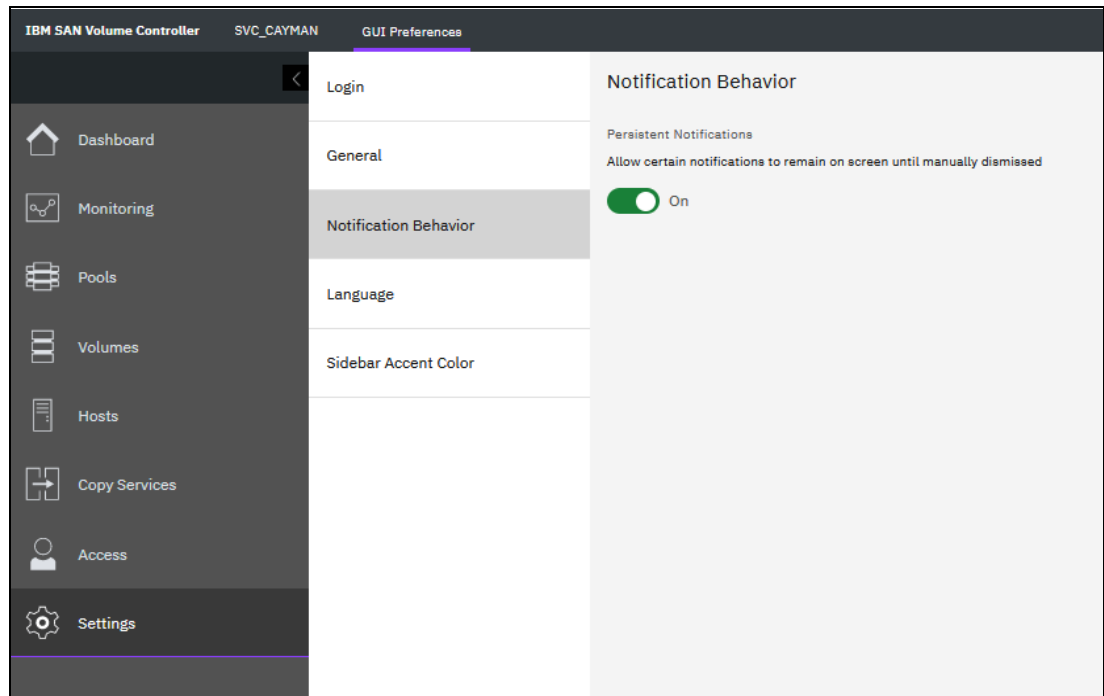 IBM SAN Volume Controller SVC_CAYMAN GUI Preferences
Dashboard
Monitoring
Pools
Volumes
Hosts
Copy Services
Access
Settings
Login
General
Notification Behavior
Language
Sidebar Accent Color
Notification Behavior
Persistent Notifications
Allow certain notifications to remain on screen until manually dismissed
On